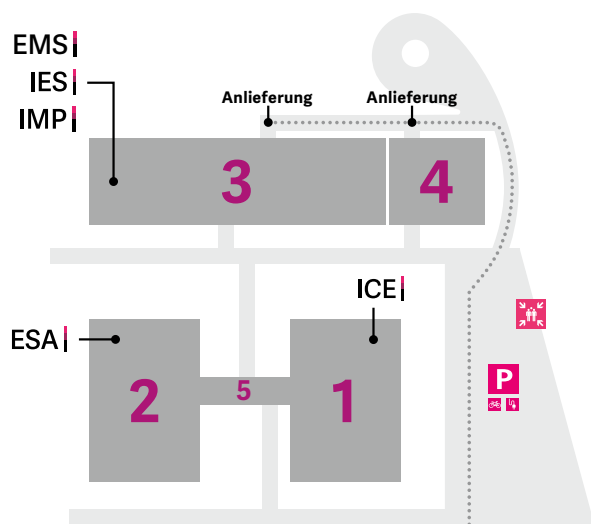 EMS
IES
IMP
Anlieferung
Anlieferung
3
4
ICE
ESA
2
5
1
P